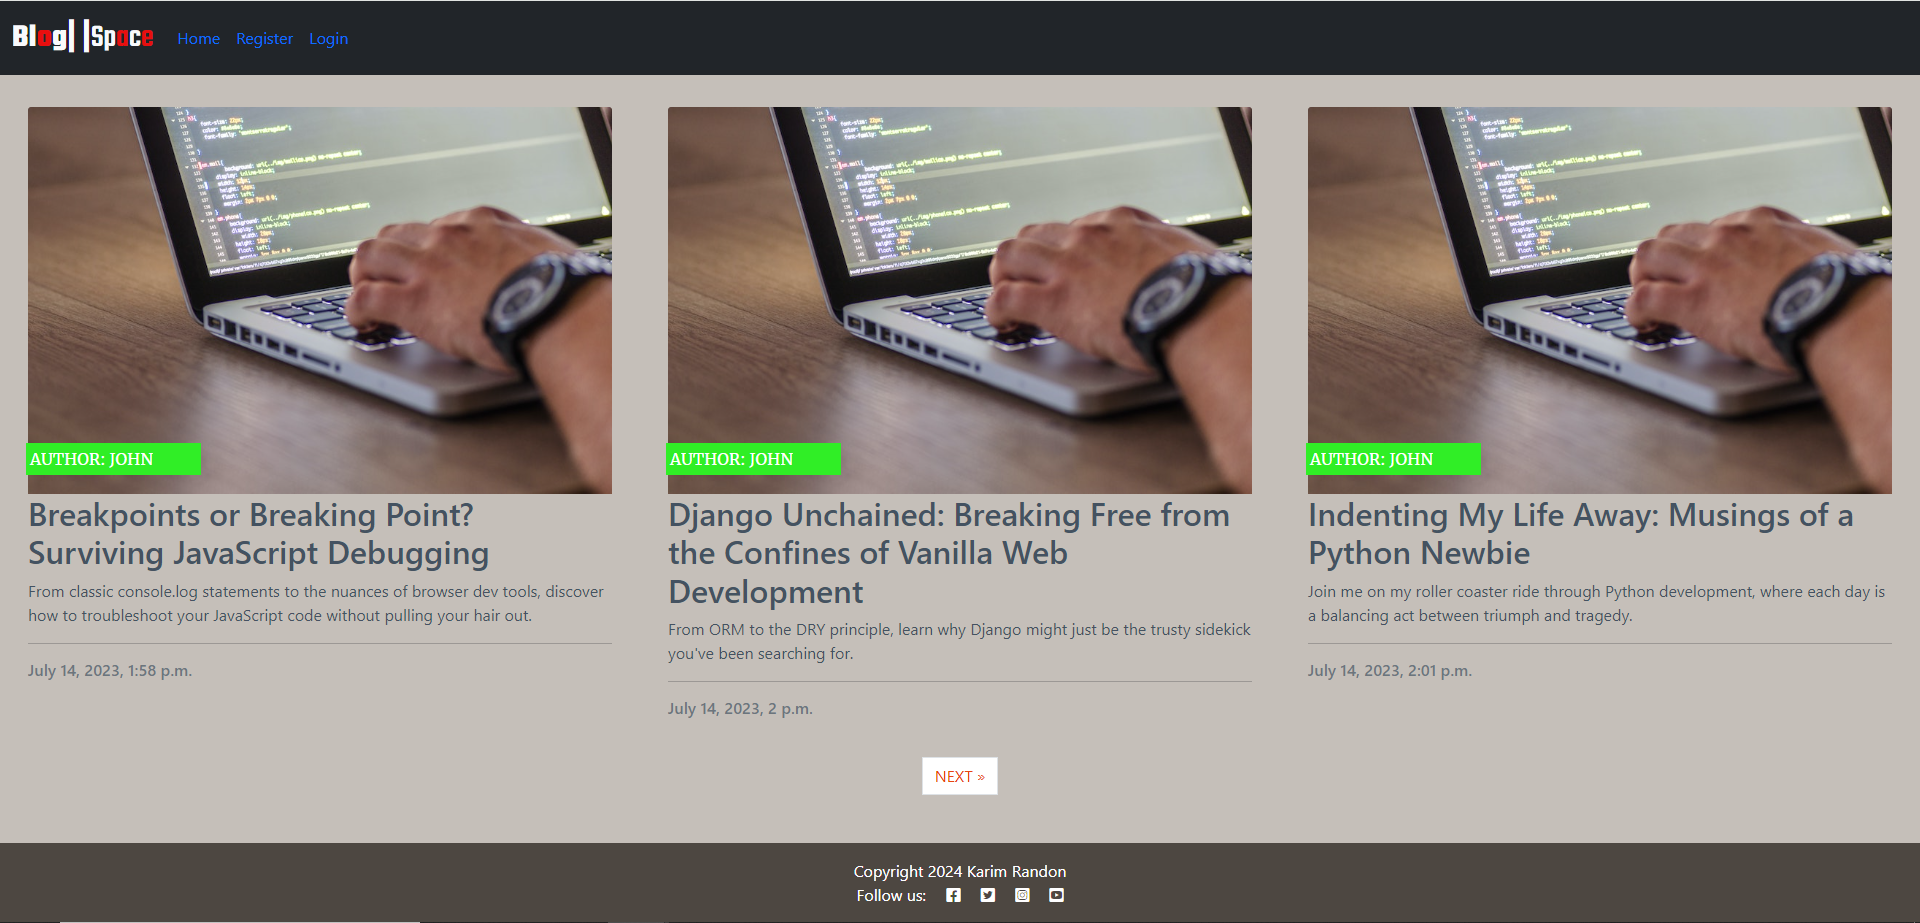 Blog| |Space
Home Register Login
AUTHOR: JOHN
Breakpoints or Breaking Point?
Surviving JavaScript Debugging
From classic console.log statements to the nuances of browser dev tools, discover
how to troubleshoot your JavaScript code without pulling your hair out.
July 14, 2023, 1:58 p.m.
AUTHOR: JOHN
Django Unchained: Breaking Free from
the Confines of Vanilla Web
Development
From ORM to the DRY principle, learn why Django might just be the trusty sidekick
you've been searching for.
July 14, 2023, 2 p.m.
AUTHOR: JOHN
Indenting My Life Away: Musings of a
Python Newbie
Join me on my roller coaster ride through Python development, where each day is
a balancing act between triumph and tragedy.
July 14, 2023, 2:01 p.m.
NEXT »
Copyright 2024 Karim Randon
Follow us: